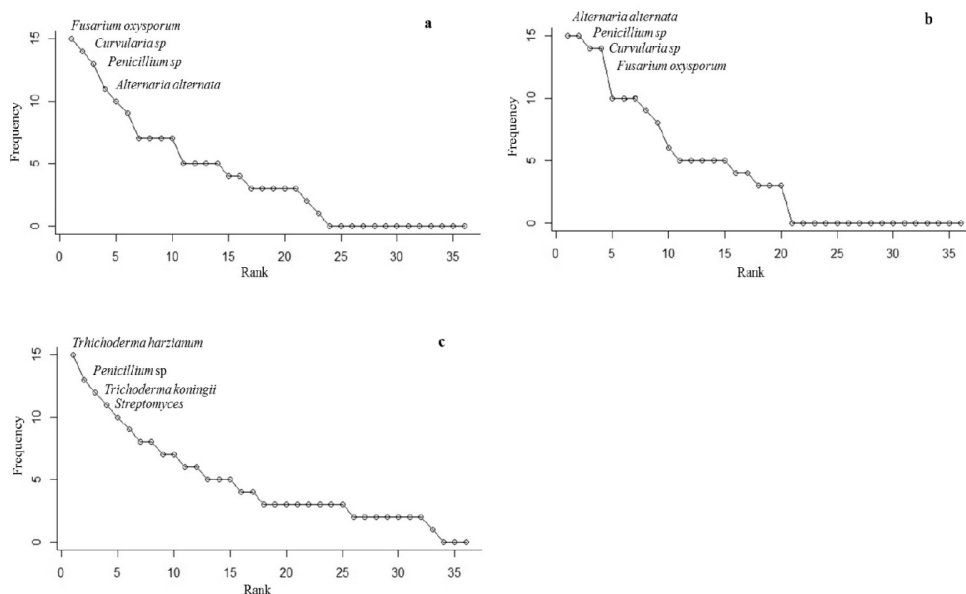 a
Fusarium oxysporum
Curvularia sp
Penicillium sp
Alternaria alternata
Frequency
15
10
5
0
0 5 10 15 20 25 30 35
Rank
b
Alternaria alternata
Penicillium sp
Curvularia sp
Fusarium oxysporum
Frequency
15
10
5
0
0 5 10 15 20 25 30 35
Rank
c
Trhichoderma harzianum
Penicillium sp
Trichoderma koningii
Streptomyces
Frequency
15
10
5
0
0 5 10 15 20 25 30 35
Rank